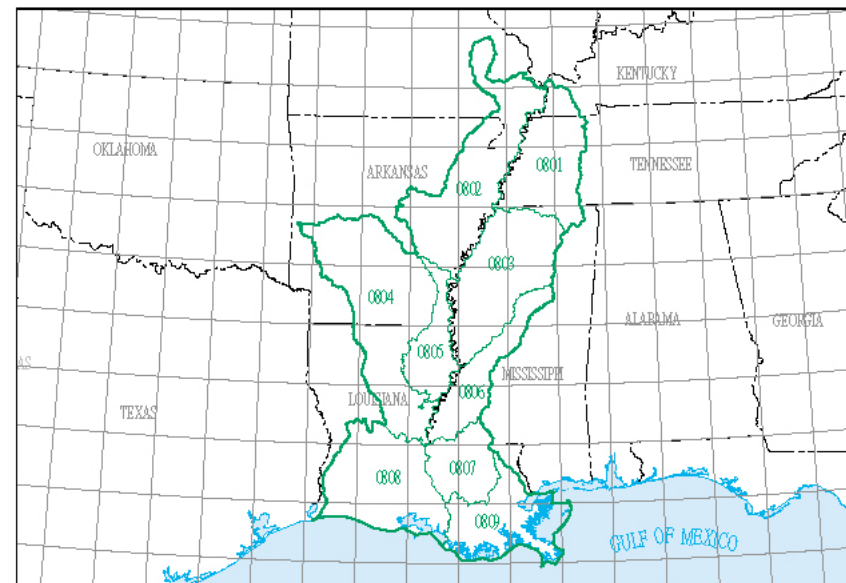 KENTUCKY
OKLAHOMA
ARKANSAS
0801
TENNESSEE
0802
0803
0804
ALABAMA
GEORGIA
0805
AS
MISSISSIPPI
0806
LOUISIANA
TEXAS
0807
0808
0809
GULF OF MEXICO